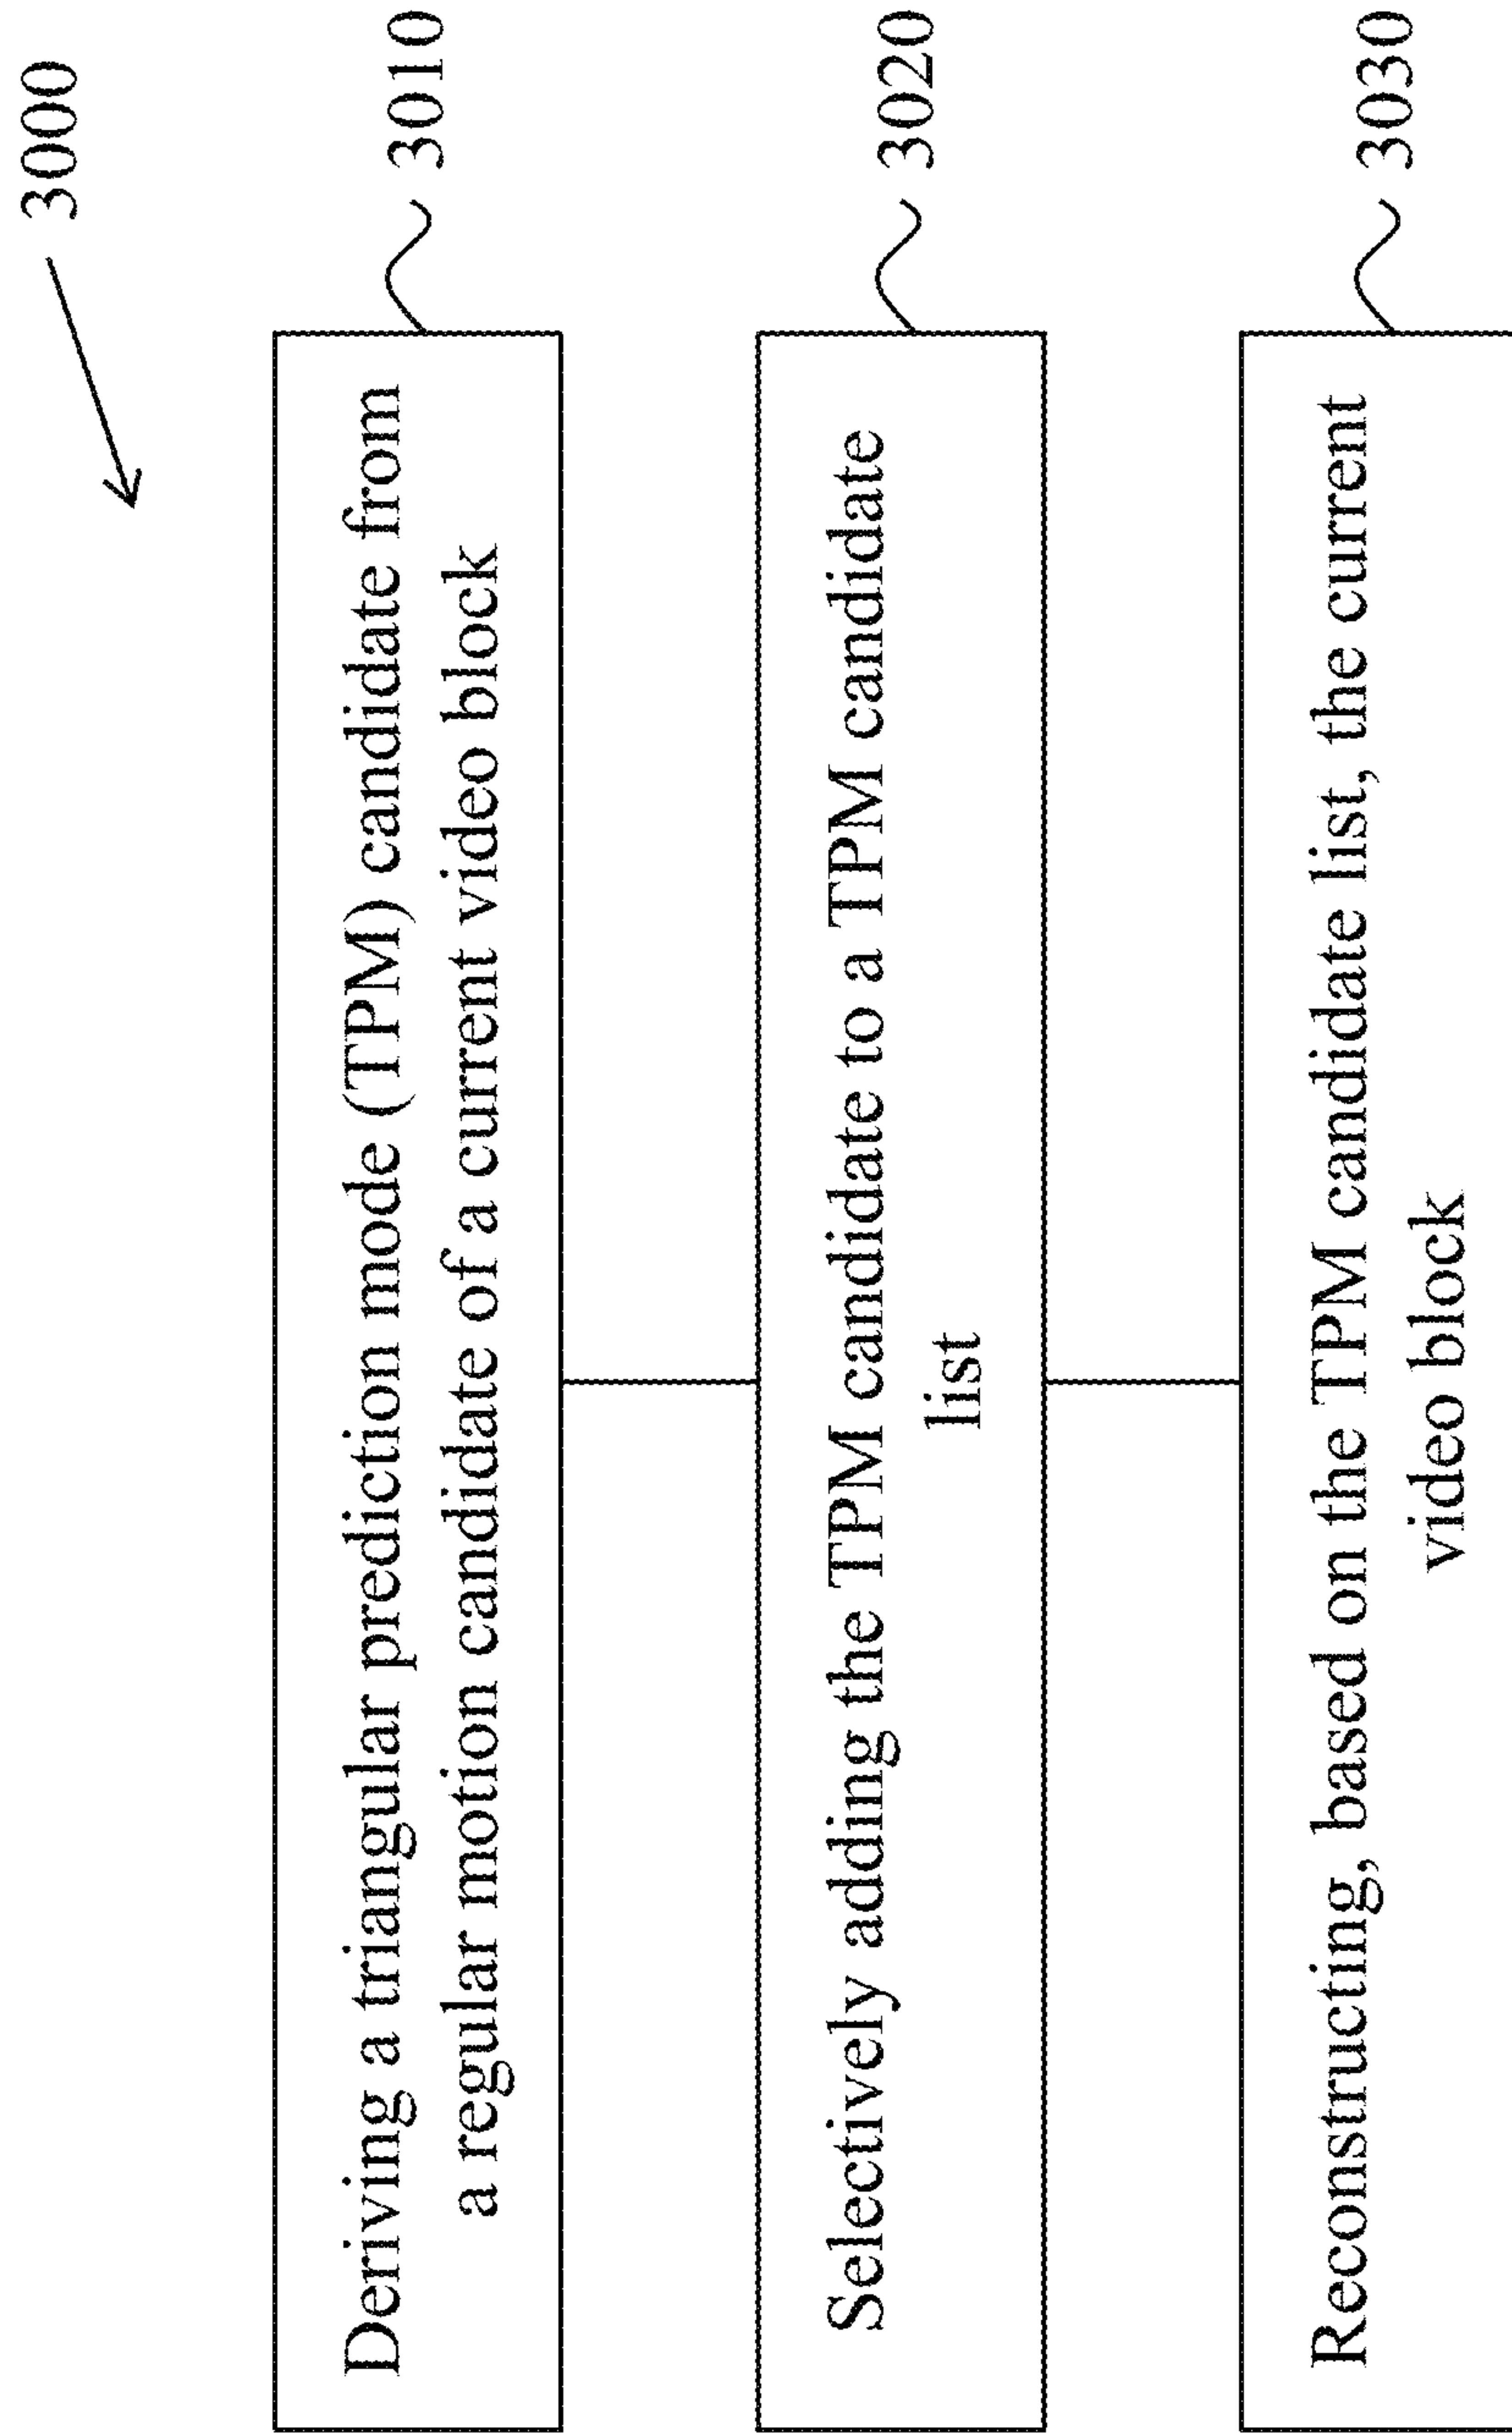 3000
Deriving a triangular prediction mode (TPM) candidate from
a regular motion candidate of a current video block
3010
Selectively adding the TPM candidate to a TPM candidate
list
3020
Reconstructing, based on the TPM candidate list, the current
video block
3030